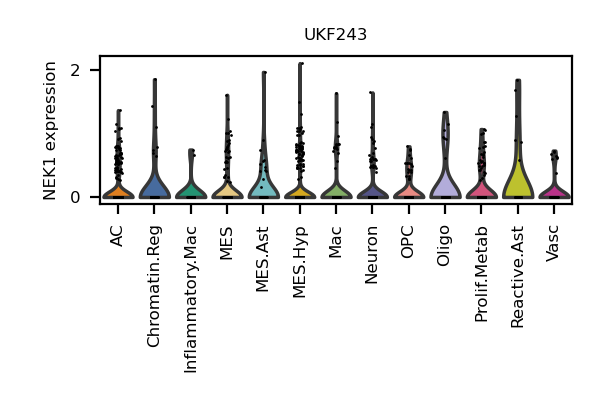 UKF243
NEK1 expression
2
0
AC
Chromatin.Reg
Inflammatory.Mac
MES
MES.Ast
MES.Hyp
Mac
Neuron
OPC
Oligo
Prolif.Metab
Reactive.Ast
Vasc